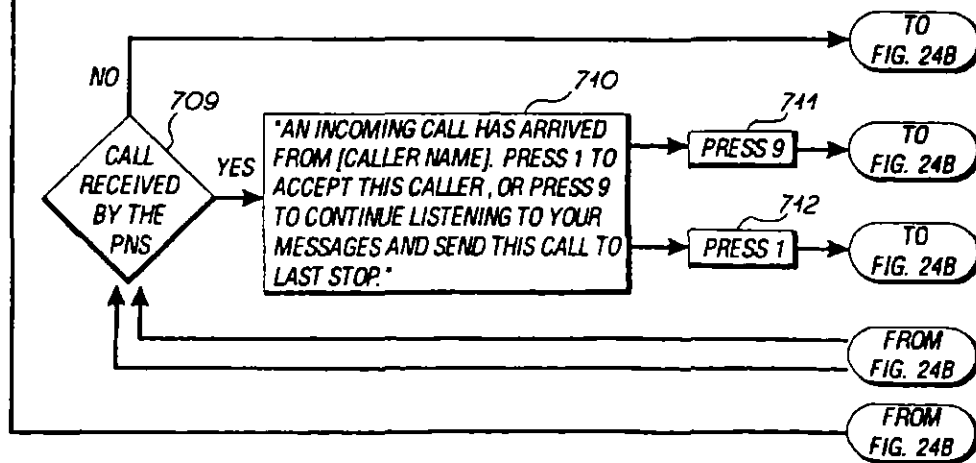 TO
FIG. 24B
NO
709
CALL
RECEIVED
BY THE
PNS
YES
710
"AN INCOMING CALL HAS ARRIVED
FROM [CALLER NAME]. PRESS 1 TO
ACCEPT THIS CALLER, OR PRESS 9
TO CONTINUE LISTENING TO YOUR
MESSAGES AND SEND THIS CALL TO
LAST STOP."
711
PRESS 9
TO
FIG. 24B
712
PRESS 1
TO
FIG. 24B
FROM
FIG. 24B
FROM
FIG. 24B